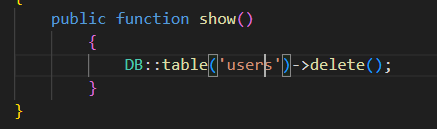 {
public function show()
{
DB::table('users')->delete();
}
}